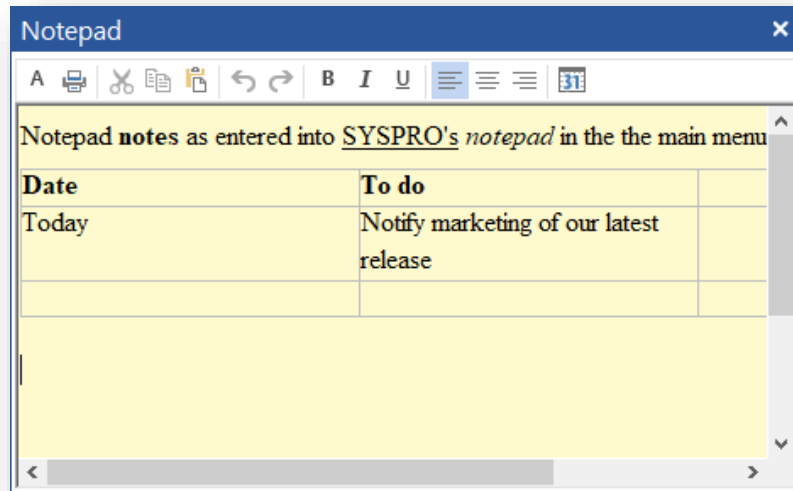 Notepad
A B I U 31
Notepad notes as entered into SYSPRO's notepad in the the main menu
Date To do
Today Notify marketing of our latest
release